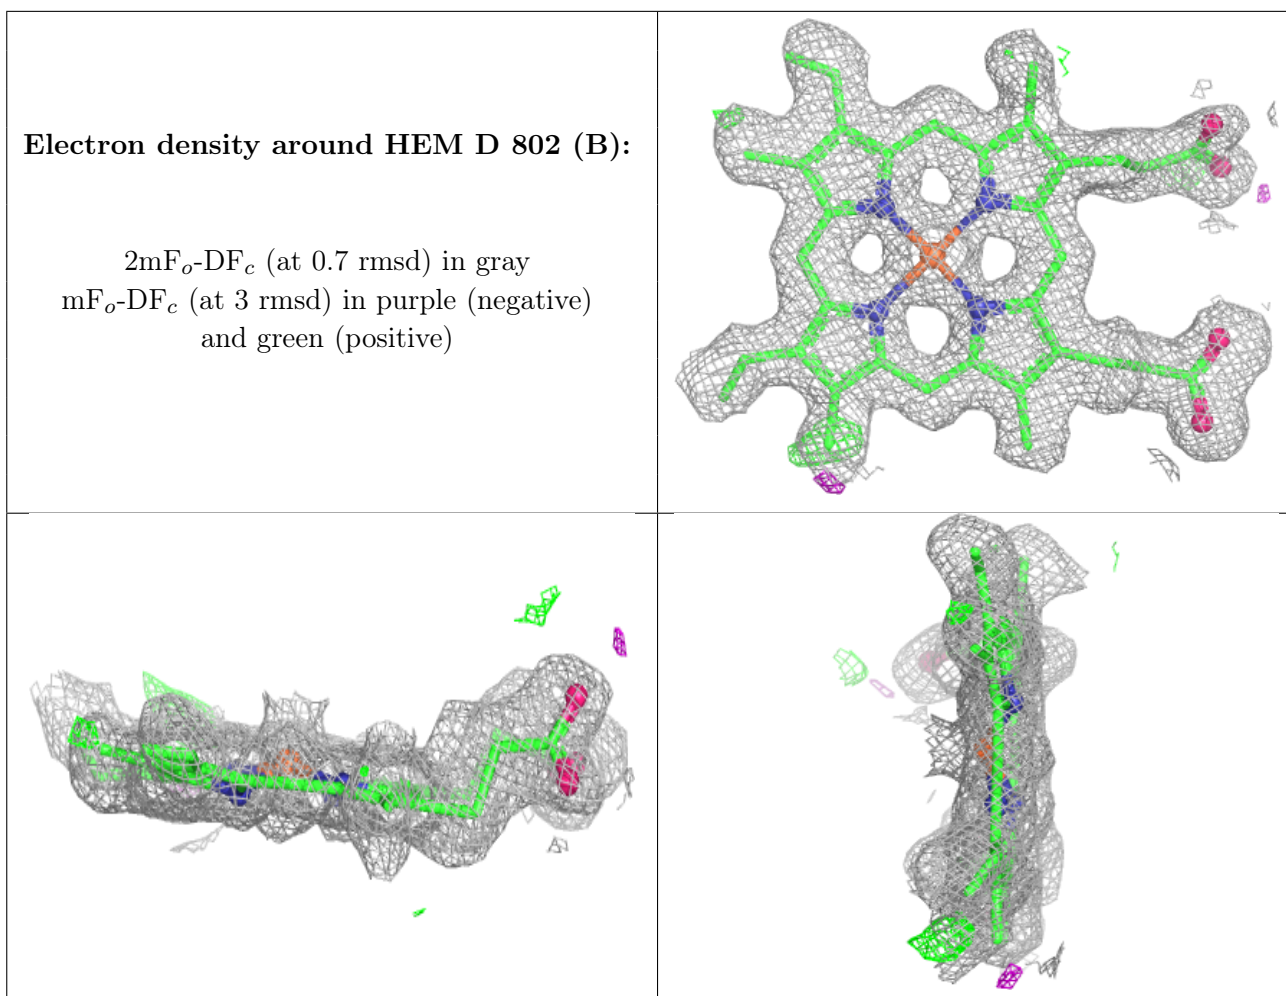 Electron density around HEM D 802 (B):
2mFo-DFc (at 0.7 rmsd) in gray
mFo-DFc (at 3 rmsd) in purple (negative)
and green (positive)